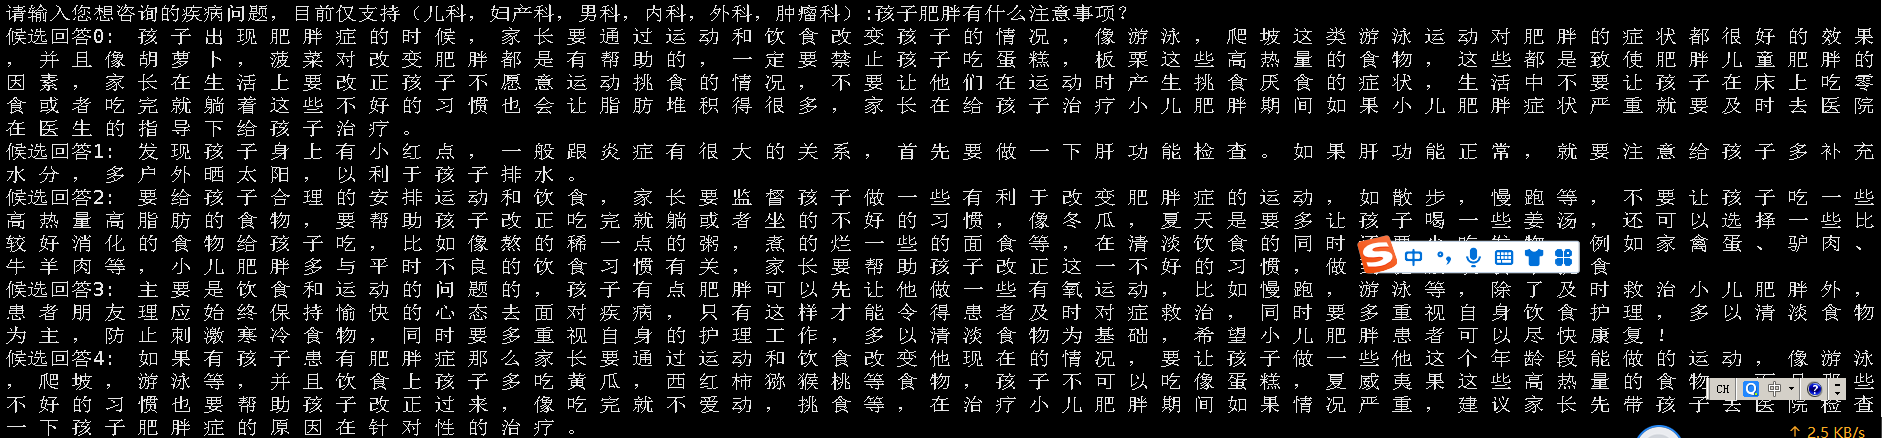 请输入您想咨询的疾病问题，目前仅支持（儿科，妇产科，男科，内科，外科，肿瘤科）:孩子肥胖有什么注意事项？
候选回答0: 孩 子 出 现 肥 胖 症 的 时 候 ， 家 长 要 通 过 运 动 和 饮 食 改 变 孩 子 的 情 况 ， 像 游 泳 ， 爬 坡 这 类 游 泳 运 动 对 肥 胖 的 症 状 都 很 好 的 效 果
， 并 且 像 胡 萝 卜 ， 菠 菜 对 改 变 肥 胖 都 是 有 帮 助 的 ， 一 定 要 禁 止 孩 子 吃 蛋 糕 ， 板 栗 这 些 高 热 量 的 食 物 ， 这 些 都 是 致 使 肥 胖 儿 童 肥 胖 的
因 素 ， 家 长 在 生 活 上 要 改 正 孩 子 不 愿 意 运 动 挑 食 的 情 况 ， 不 要 让 他 们 在 运 动 时 产 生 挑 食 厌 食 的 症 状 ， 生 活 中 不 要 让 孩 子 在 床 上 吃 零
食 或 者 吃 完 就 躺 着 这 些 不 好 的 习 惯 也 会 让 脂 肪 堆 积 得 很 多 ， 家 长 在 给 孩 子 治 疗 小 儿 肥 胖 期 间 如 果 小 儿 肥 胖 症 状 严 重 就 要 及 时 去 医 院
在 医 生 的 指 导 下 给 孩 子 治 疗 。
候选回答1: 发 现 孩 子 身 上 有 小 红 点 ， 一 般 跟 炎 症 有 很 大 的 关 系 ， 首 先 要 做 一 下 肝 功 能 检 查 。 如 果 肝 功 能 正 常 ， 就 要 注 意 给 孩 子 多 补 充
水 分 ， 多 户 外 晒 太 阳 ， 以 利 于 孩 子 排 水 。
候选回答2: 要 给 孩 子 合 理 的 安 排 运 动 和 饮 食 ， 家 长 要 监 督 孩 子 做 一 些 有 利 于 改 变 肥 胖 症 的 运 动 ， 如 散 步 ， 慢 跑 等 ， 不 要 让 孩 子 吃 一 些
高 热 量 高 脂 肪 的 食 物 ， 要 帮 助 孩 子 改 正 吃 完 就 躺 或 者 坐 的 不 好 的 习 惯 ， 像 冬 瓜 ， 夏 天 是 要 多 让 孩 子 喝 一 些 姜 汤 ， 还 可 以 选 择 一 些 比
较 好 消 化 的 食 物 给 孩 子 吃 ， 比 如 像 熬 的 稀 一 点 的 粥 ， 煮 的 烂 一 些 的 面 食 等 ， 在 清 淡 饮 食 的 同 时 例 如 家 禽 蛋 、 驴 肉 、
牛 羊 肉 等 ， 小 儿 肥 胖 多 与 平 时 不 良 的 饮 食 习 惯 有 关 ， 家 长 要 帮 助 孩 子 改 正 这 一 不 好 的 习 惯 ， 做 食
候选回答3: 主 要 是 饮 食 和 运 动 的 问 题 的 ， 孩 子 有 点 肥 胖 可 以 先 让 他 做 一 些 有 氧 运 动 ， 比 如 慢 跑 ， 游 泳 等 ， 除 了 及 时 救 治 小 儿 肥 胖 外 ，
患 者 朋 友 理 应 始 终 保 持 愉 快 的 心 态 去 面 对 疾 病 ， 只 有 这 样 才 能 令 得 患 者 及 时 对 症 救 治 ， 同 时 要 多 重 视 自 身 饮 食 护 理 ， 多 以 清 淡 食 物
为 主 ， 防 止 刺 激 寒 冷 食 物 ， 同 时 要 多 重 视 自 身 的 护 理 工 作 ， 多 以 清 淡 食 物 为 基 础 ， 希 望 小 儿 肥 胖 患 者 可 以 尽 快 康 复 ！
候选回答4: 如 果 有 孩 子 患 有 肥 胖 症 那 么 家 长 要 通 过 运 动 和 饮 食 改 变 他 现 在 的 情 况 ， 要 让 孩 子 做 一 些 他 这 个 年 龄 段 能 做 的 运 动 ， 像 游 泳
， 爬 坡 ， 游 泳 等 ， 并 且 饮 食 上 孩 子 多 吃 黄 瓜 ， 西 红 柿 猕 猴 桃 等 食 物 ， 孩 子 不 可 以 吃 像 蛋 糕 ， 夏 威 夷 果 这 些 高 热 量 的 食 物 些
不 好 的 习 惯 也 要 帮 助 孩 子 改 正 过 来 ， 像 吃 完 就 不 爱 动 ， 挑 食 等 ， 在 治 疗 小 儿 肥 胖 期 间 如 果 情 况 严 重 ， 建 议 家 长 先 带 孩 子 去 医 院 检 查
一 下 孩 子 肥 胖 症 的 原 因 在 针 对 性 的 治 疗 。
中
CH 中
↑ 2.5 KB/s